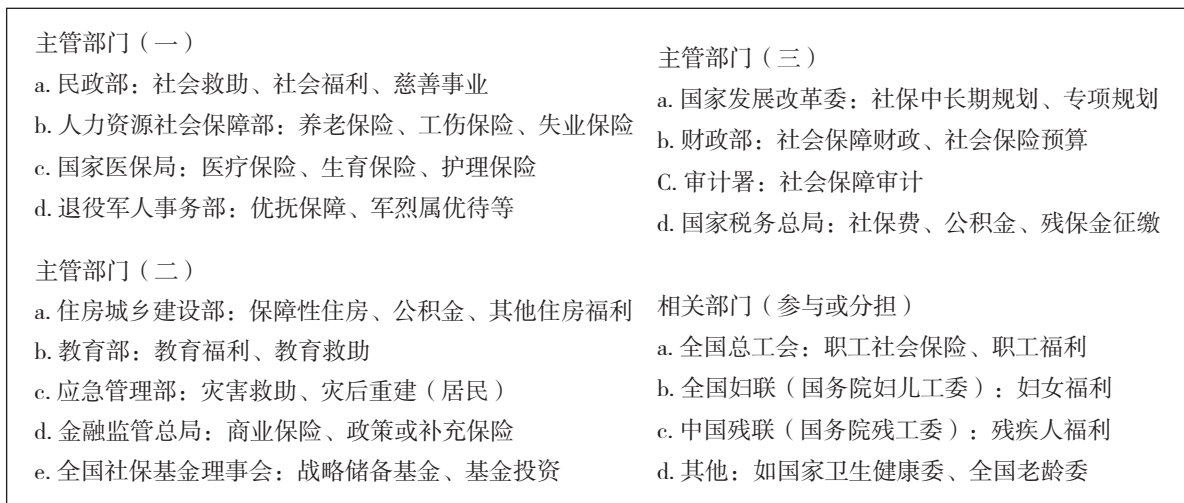 主管部门（一）
a. 民政部：社会救助、社会福利、慈善事业
b. 人力资源社会保障部：养老保险、工伤保险、失业保险
c. 国家医保局：医疗保险、生育保险、护理保险
d. 退役军人事务部：优抚保障、军烈属优待等
主管部门（二）
a. 住房城乡建设部：保障性住房、公积金、其他住房福利
b. 教育部：教育福利、教育救助
c. 应急管理部：灾害救助、灾后重建（居民）
d. 金融监管总局：商业保险、政策或补充保险
e. 全国社保基金理事会：战略储备基金、基金投资
主管部门（三）
a. 国家发展改革委：社保中长期规划、专项规划
b. 财政部：社会保障财政、社会保险预算
C. 审计署：社会保障审计
d. 国家税务总局：社保费、公积金、残保金征缴
相关部门（参与或分担）
a. 全国总工会：职工社会保险、职工福利
b. 全国妇联（国务院妇儿工委）：妇女福利
c. 中国残联（国务院残工委）：残疾人福利
d. 其他：如国家卫生健康委、全国老龄委